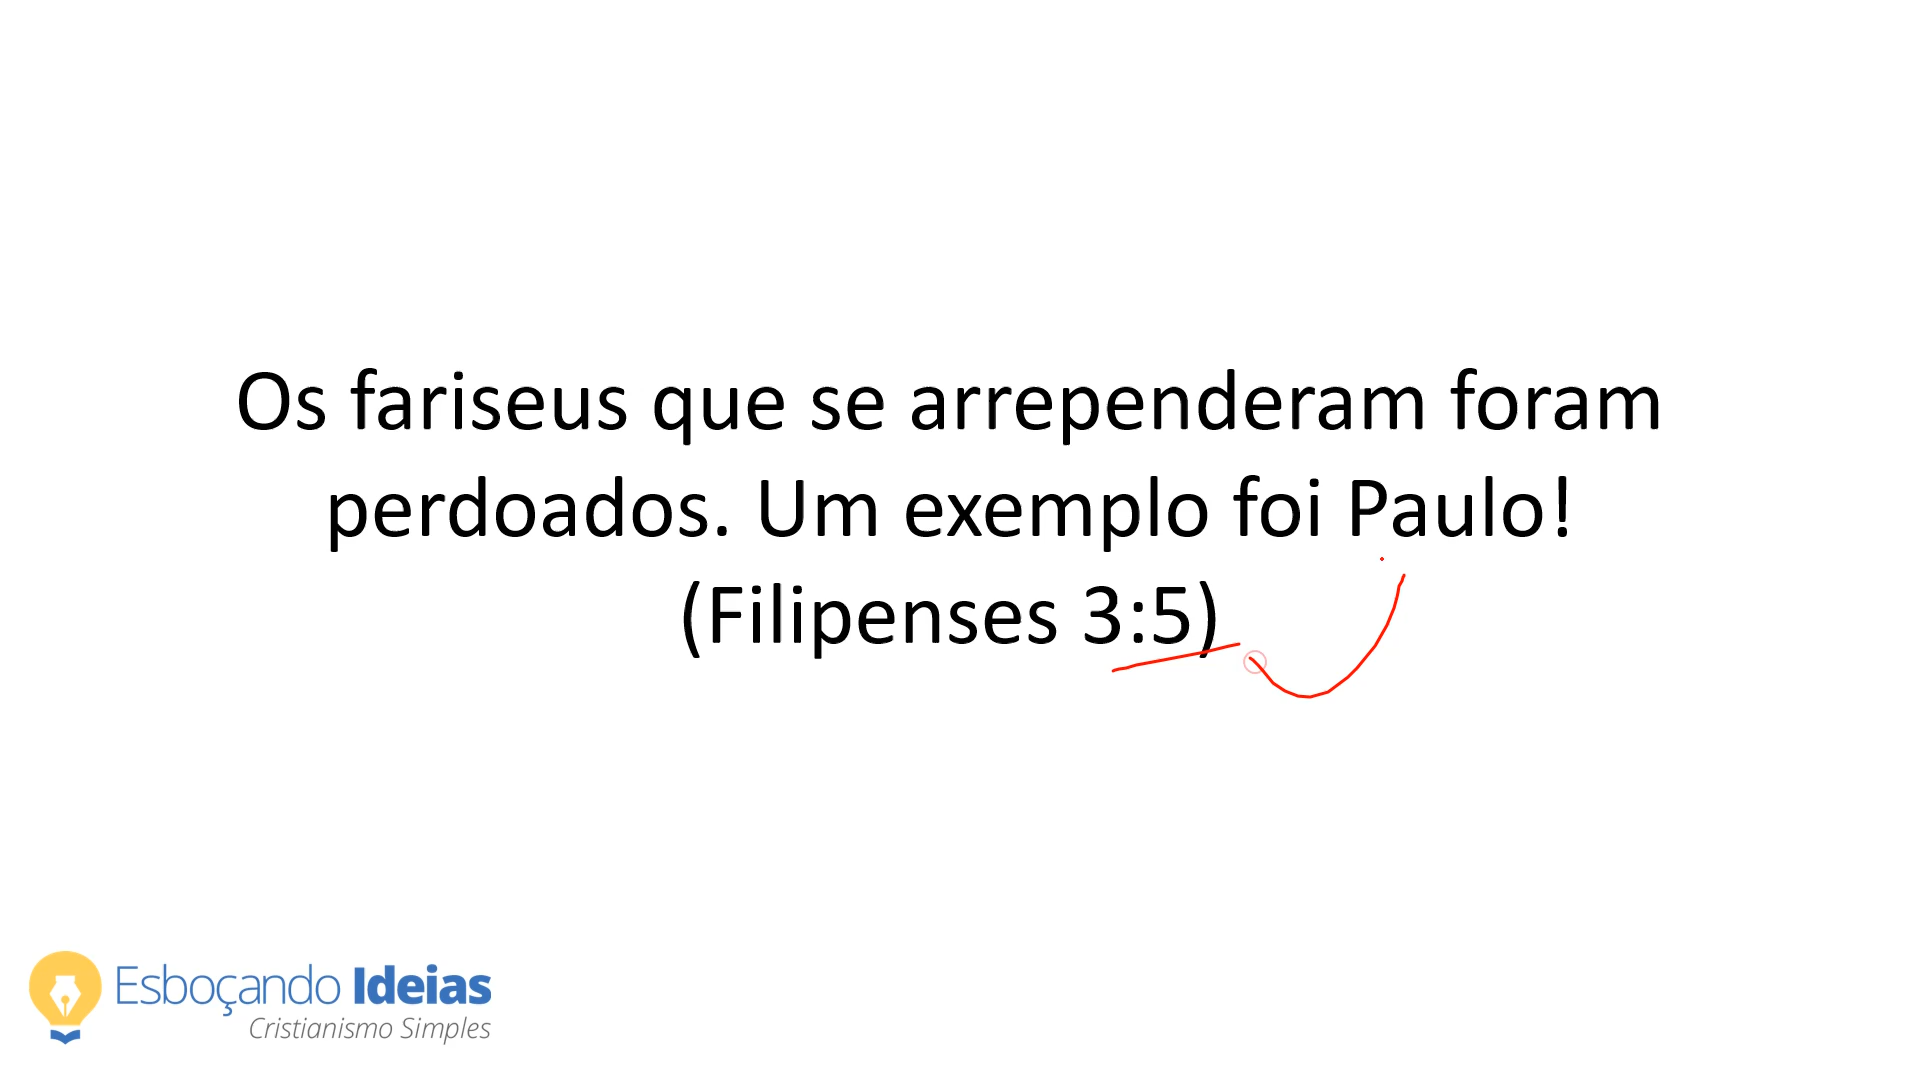 Os fariseus que se arrependeram foram
perdoados. Um exemplo foi Paulo!
(Filipenses 3:5)
Esboçando Ideias
Cristianismo Simples